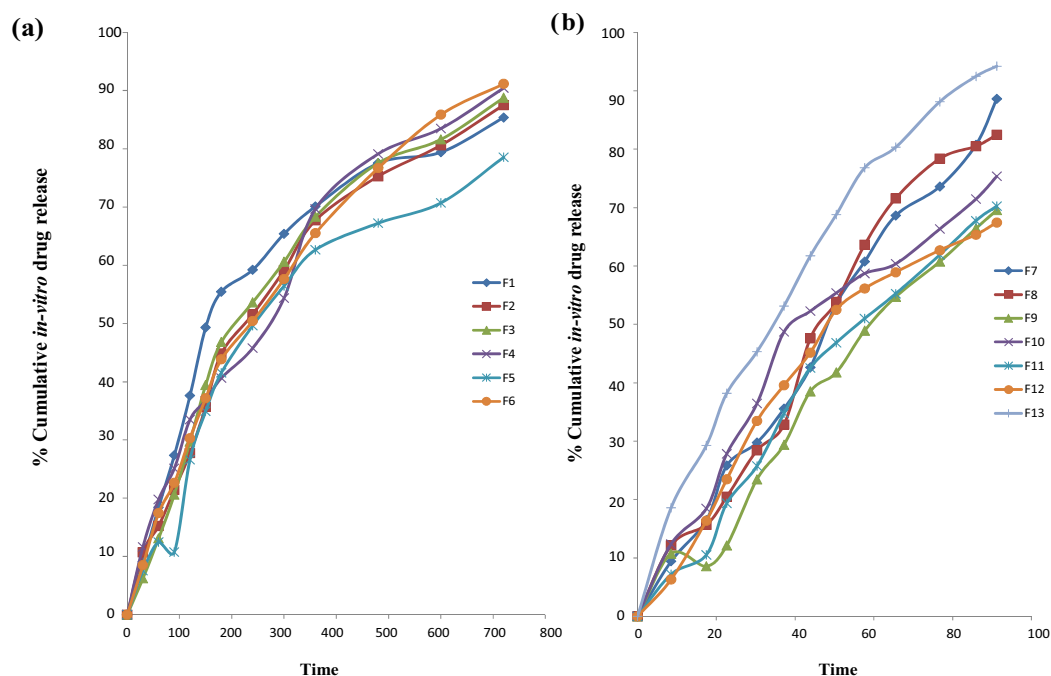 (a)
% Cumulative in-vitro drug release
100
90
80
70
60
50
40
30
20
10
0
0 100 200 300 400 500 600 700 800
Time
F1
F2
F3
F4
F5
F6
(b)
% Cumulative in-vitro drug release
100
90
80
70
60
50
40
30
20
10
0
0 20 40 60 80 100
Time
F7
F8
F9
F10
F11
F12
F13